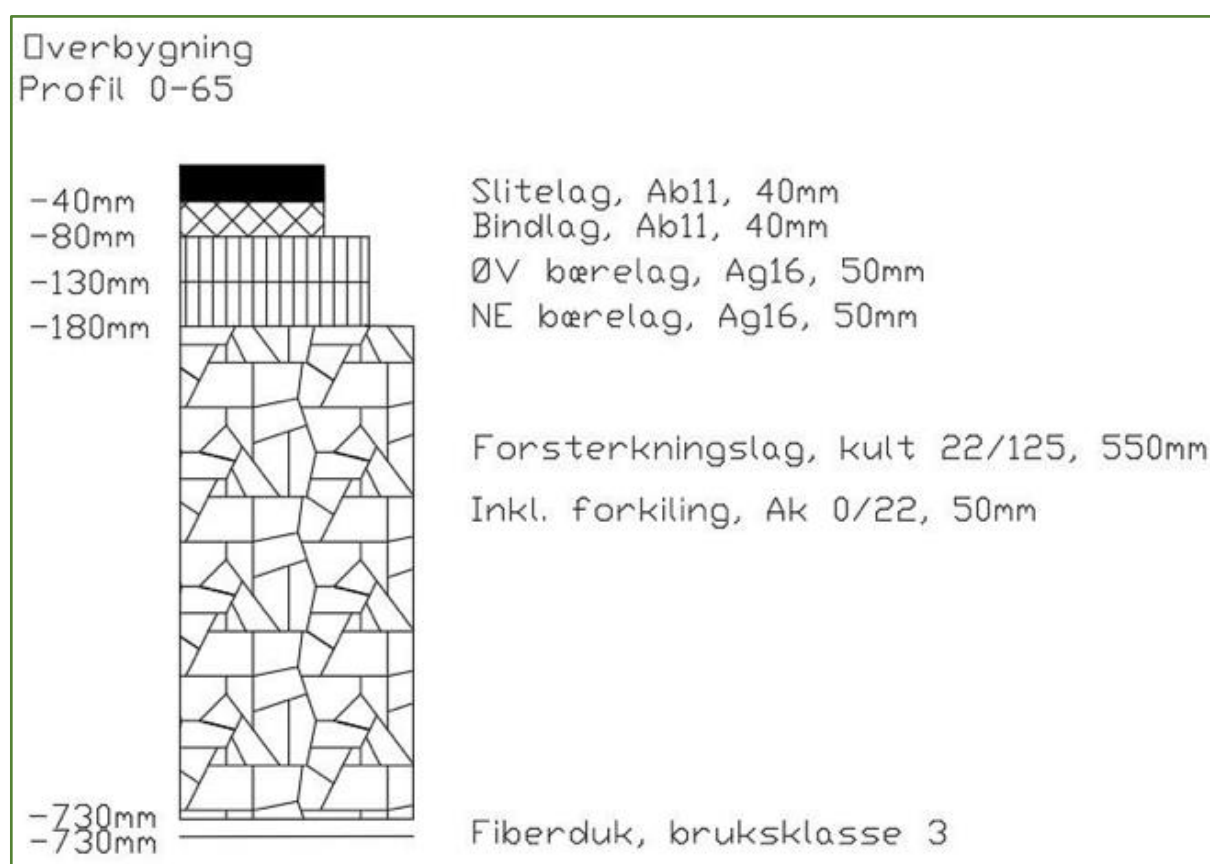 Overbygning
Profil 0-65
-40mm
-80mm
-130mm
-180mm
-730mm
-730mm
Slitelag, Ab11, 40mm
Bindlag, Ab11, 40mm
ØV bærelag, Ag16, 50mm
NE bærelag, Ag16, 50mm
Forsterkningslag, kult 22/125, 550mm
Inkl. forkiling, Ak 0/22, 50mm
Fiberduk, bruksklasse 3